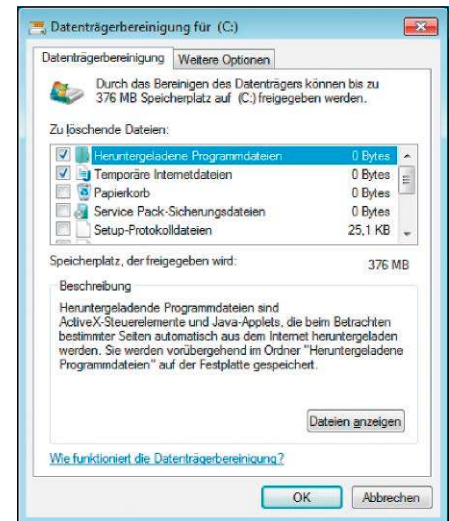 Datenträgerbereinigung für (C:)
Datenträgerbereinigung Weitere Optionen
Durch das Bereinigen des Datenträgers können bis zu
376 MB Speicherplatz auf (C:) freigegeben werden.
Zu löschende Dateien:
Heruntergeladene Programmdateien 0 Bytes
Temporäre Internetdateien 0 Bytes
Papierkorb 0 Bytes
Service Pack-Sicherungsdateien 0 Bytes
Setup-Protokolldateien 25,1 KB
Speicherplatz, der freigegeben wird: 376 MB
Beschreibung
Heruntergeladende Programmdateien sind
ActiveX-Steuerelemente und Java-Applets, die beim Betrachten
bestimmter Seiten automatisch aus dem Internet heruntergeladen
werden. Sie werden vorübergehend im Ordner "Heruntergeladene
Programmdateien" auf der Festplatte gespeichert.
Dateien anzeigen
Wie funktioniert die Datenträgerbereinigung?
OK Abbrechen